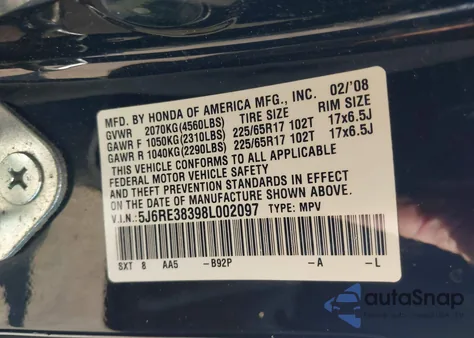 MFD. BY HONDA OF AMERICA MFG., INC. 02/'08
GVWR 2070KG(4560LBS) TIRE SIZE RIM SIZE
GAWR F 1050KG(2310LBS) 225/65R17 102T 17x6.5J
GAWR R 1040KG(2290LBS) 225/65R17 102T 17x6.5J
THIS VEHICLE CONFORMS TO ALL APPLICABLE
FEDERAL MOTOR VEHICLE SAFETY
AND THEFT PREVENTION STANDARDS IN EFFECT
ON THE DATE OF MANUFACTURE SHOWN ABOVE.
V.I.N: 5J6RE38398L002097 TYPE: MPV
SXT 8 AA5 -B92P -A -L
autoSnap